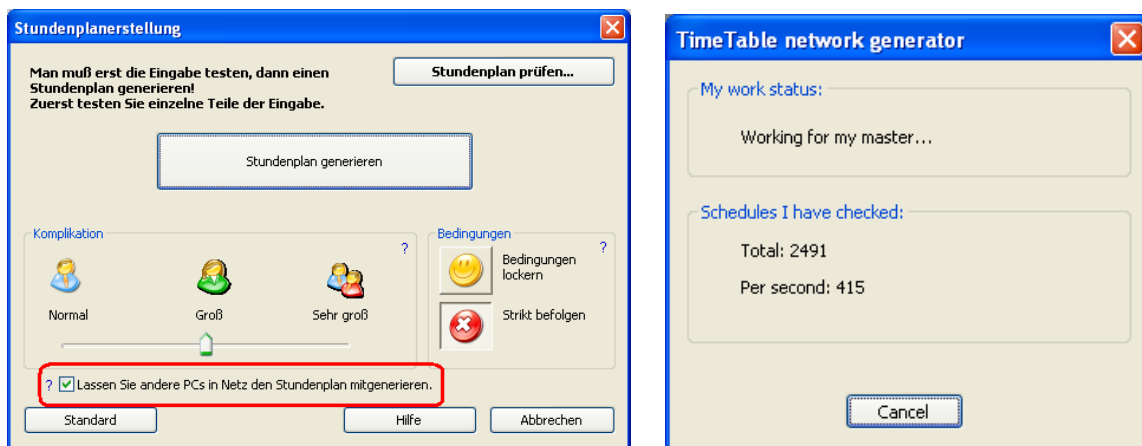 Stundenplanerstellung
Man muß erst die Eingabe testen, dann einen
Stundenplan generieren!
Zuerst testen Sie einzelne Teile der Eingabe.
Stundenplan prüfen...
Stundenplan generieren
Komplikation
?
Normal
Groß
Sehr groß
Bedingungen
?
Bedingungen
lockern
Strikt befolgen
? Lassen Sie andere PCs in Netz den Stundenplan mitgenerieren.
Standard
Hilfe
Abbrechen
TimeTable network generator
My work status:
Working for my master...
Schedules I have checked:
Total: 2491
Per second: 415
Cancel